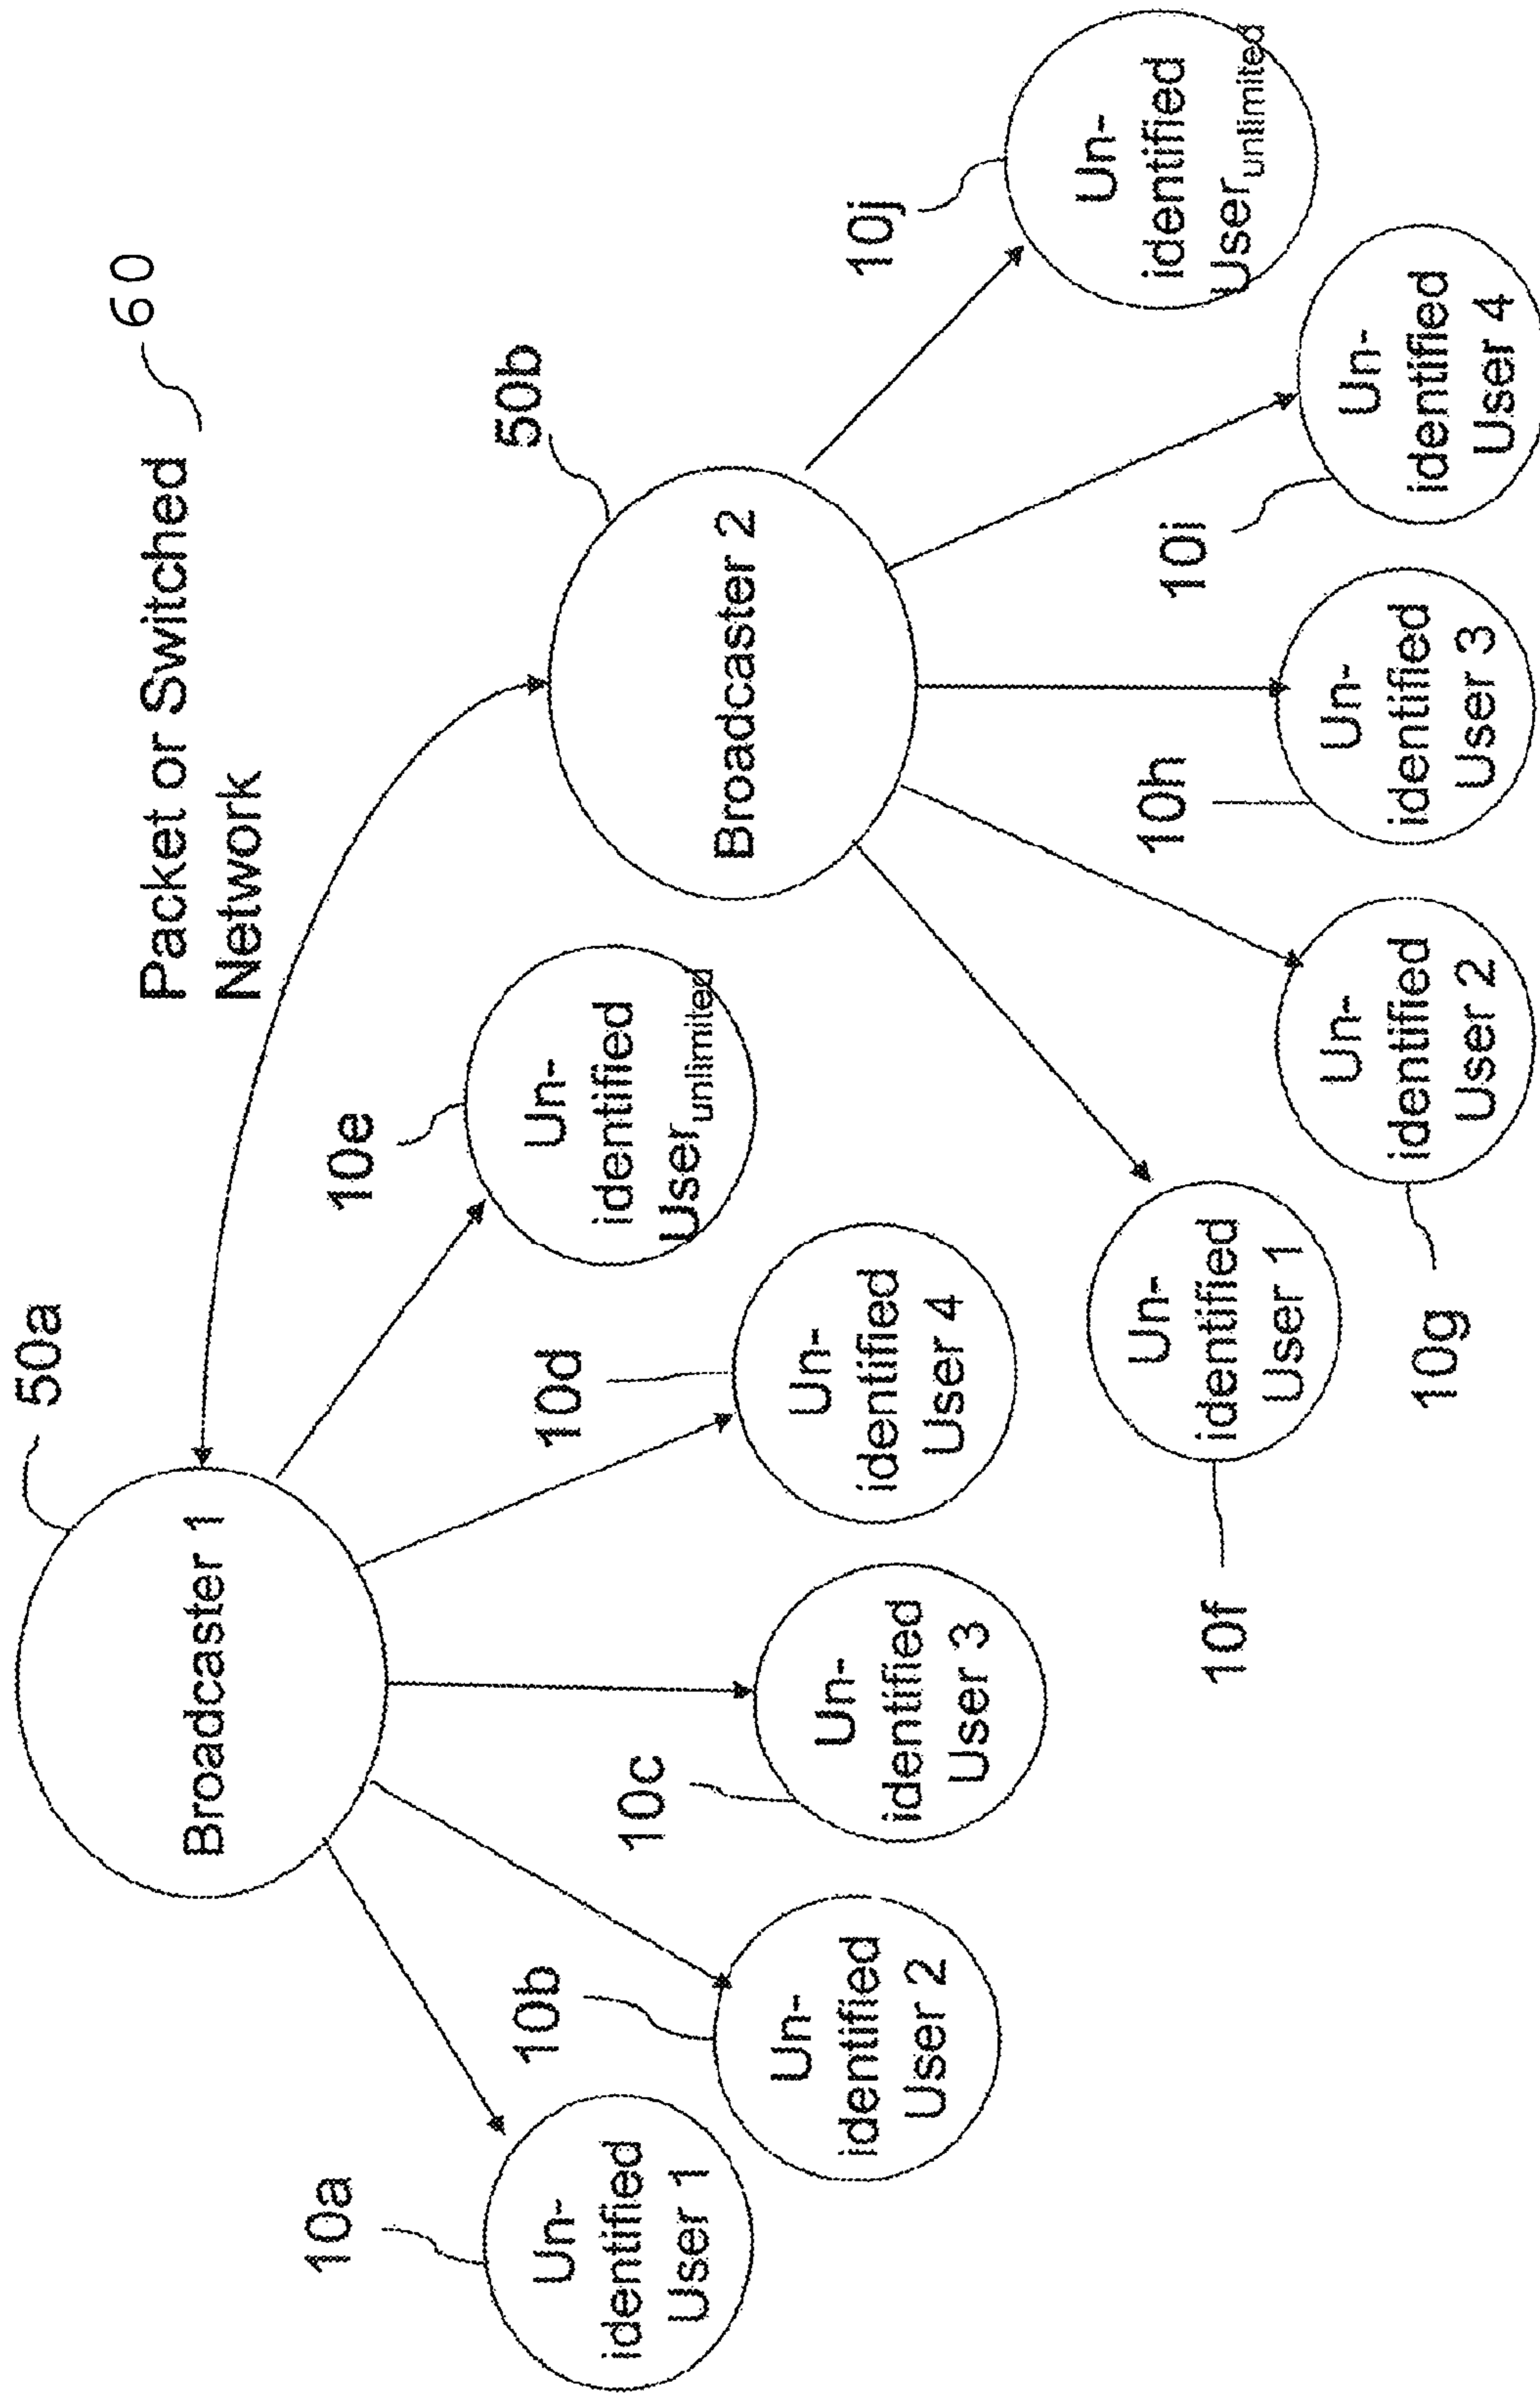 50a
Broadcaster 1
Packet or Switched
Network
60
10a
Un-
identified
User 1
10b
Un-
identified
User 2
10c
Un-
identified
User 3
10d
Un-
identified
User 4
10e
Un-
identified
User unlimited
50b
Broadcaster 2
10f
Un-
identified
User 1
10g
Un-
identified
User 2
10h
Un-
identified
User 3
10i
Un-
identified
User 4
10j
Un-
identified
User unlimited